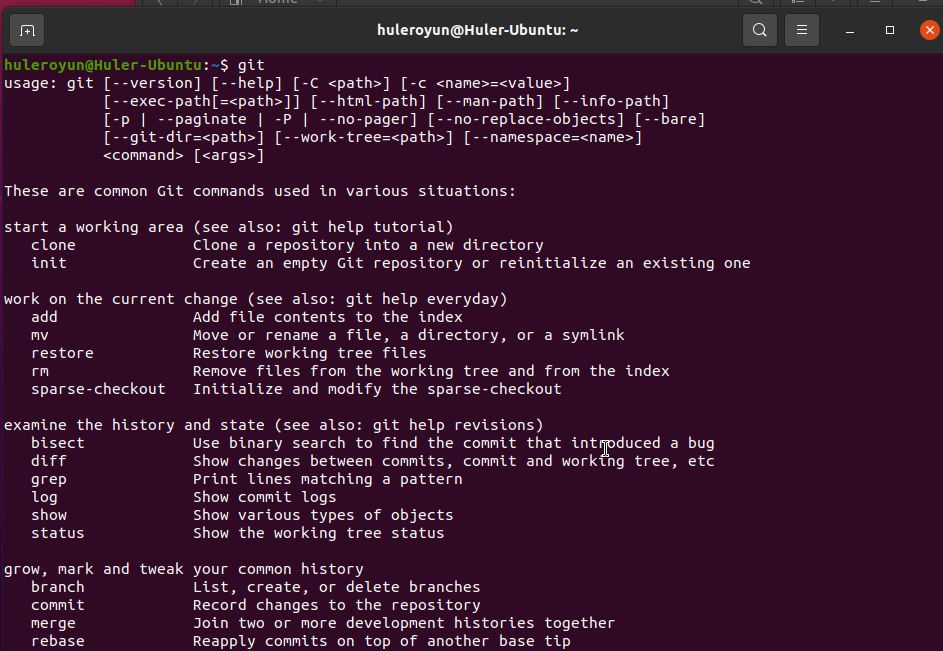 Home
huleroyun@Huler-Ubuntu: ~
huleroyun@Huler-Ubuntu:~$ git
usage: git [--version] [--help] [-C <path>] [-c <name>=<value>]
           [--exec-path[=<path>]] [--html-path] [--man-path] [--info-path]
           [-p | --paginate | -P | --no-pager] [--no-replace-objects] [--bare]
           [--git-dir=<path>] [--work-tree=<path>] [--namespace=<name>]
           <command> [<args>]

These are common Git commands used in various situations:

start a working area (see also: git help tutorial)
   clone             Clone a repository into a new directory
   init              Create an empty Git repository or reinitialize an existing one

work on the current change (see also: git help everyday)
   add               Add file contents to the index
   mv                Move or rename a file, a directory, or a symlink
   restore           Restore working tree files
   rm                Remove files from the working tree and from the index
   sparse-checkout   Initialize and modify the sparse-checkout

examine the history and state (see also: git help revisions)
   bisect            Use binary search to find the commit that introduced a bug
   diff              Show changes between commits, commit and working tree, etc
   grep              Print lines matching a pattern
   log               Show commit logs
   show              Show various types of objects
   status            Show the working tree status

grow, mark and tweak your common history
   branch            List, create, or delete branches
   commit            Record changes to the repository
   merge             Join two or more development histories together
   rebase            Reapply commits on top of another base tip